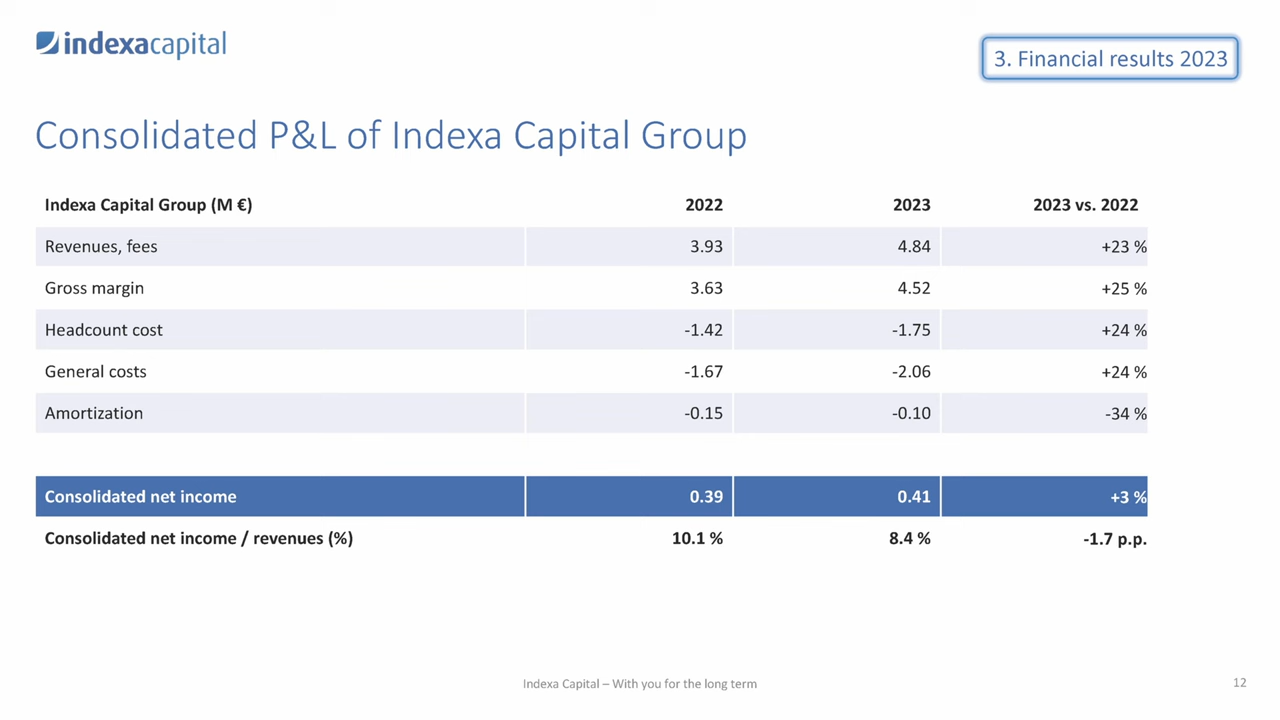 indexacapital
3. Financial results 2023
Consolidated P&L of Indexa Capital Group
Indexa Capital Group (M €) 2022 2023 2023 vs. 2022
Revenues, fees 3.93 4.84 +23 %
Gross margin 3.63 4.52 +25 %
Headcount cost -1.42 -1.75 +24 %
General costs -1.67 -2.06 +24 %
Amortization -0.15 -0.10 -34 %
Consolidated net income 0.39 0.41 +3 %
Consolidated net income / revenues (%) 10.1 % 8.4 % -1.7 p.p.
Indexa Capital – With you for the long term
12